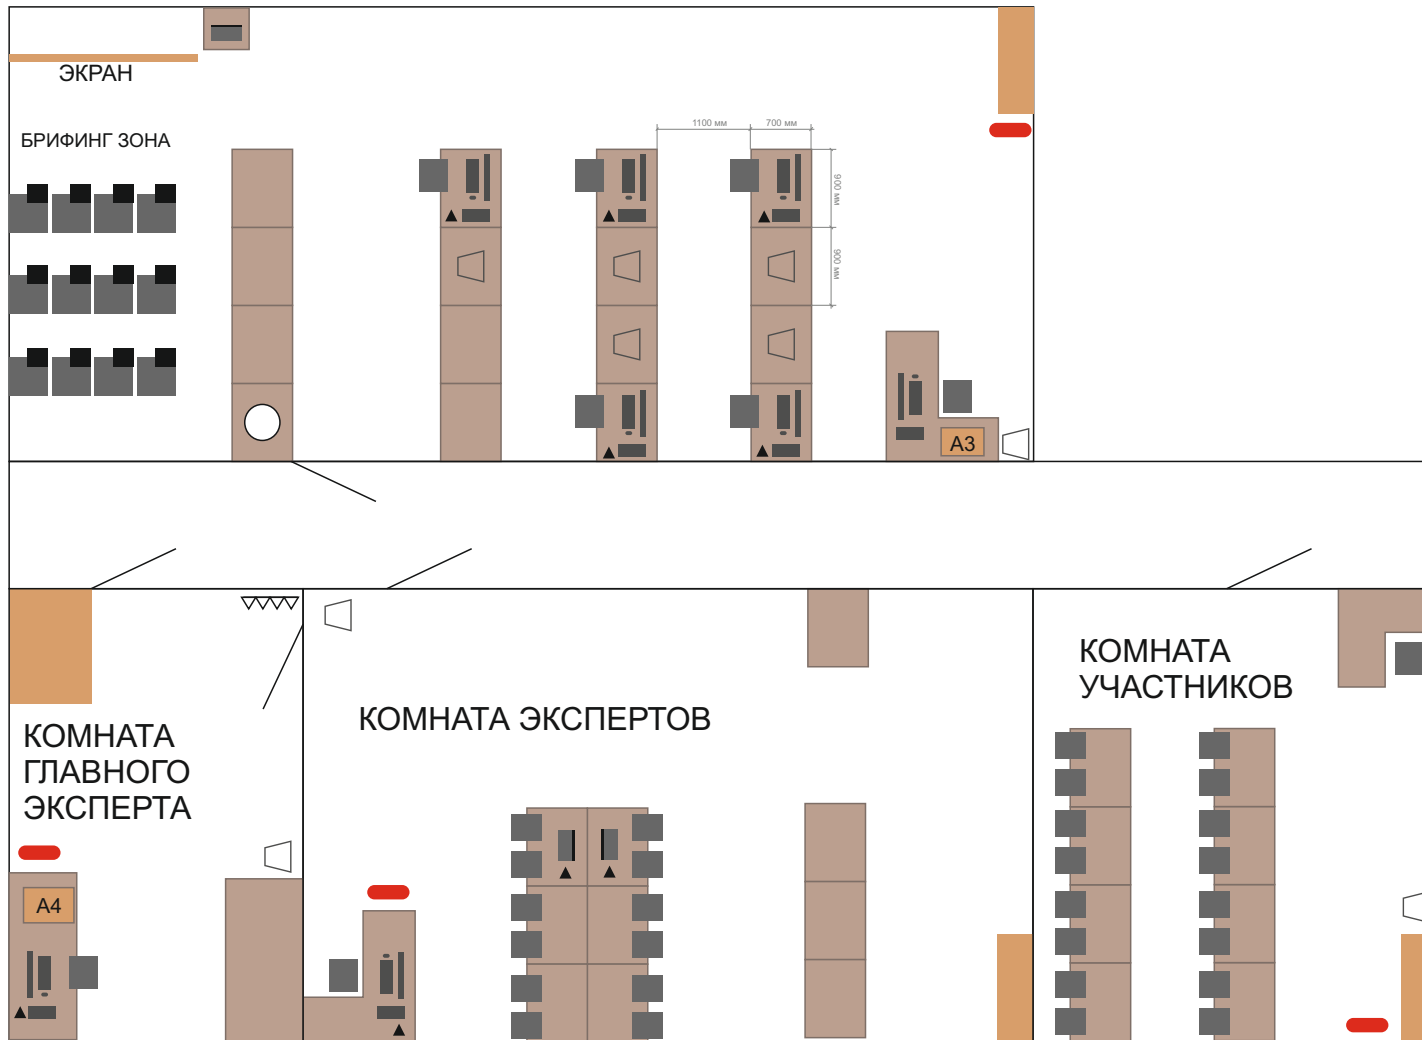 ЭКРАН
БРИФИНГ ЗОНА
1100 мм
700 мм
900 мм
900 мм
А3
КОМНАТА
УЧАСТНИКОВ
КОМНАТА ЭКСПЕРТОВ
КОМНАТА
ГЛАВНОГО
ЭКСПЕРТА
А4